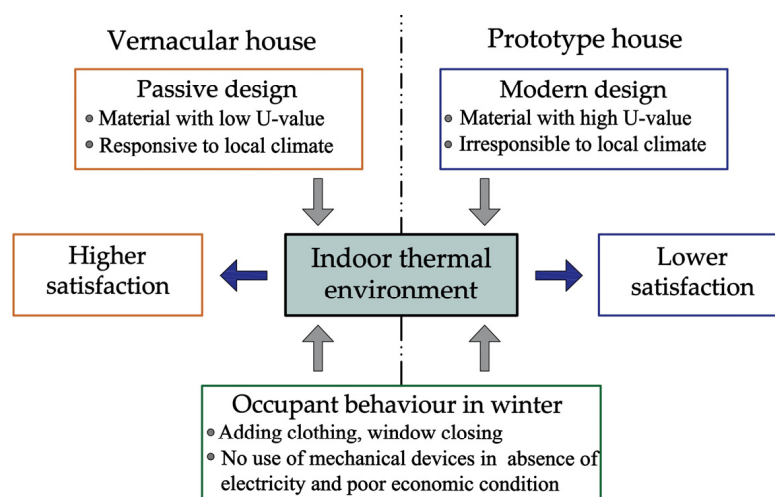 Vernacular house
Prototype house
Passive design
● Material with low U-value
● Responsive to local climate
Modern design
● Material with high U-value
● Irresponsible to local climate
Higher
satisfaction
Indoor thermal
environment
Lower
satisfaction
Occupant behaviour in winter
● Adding clothing, window closing
● No use of mechanical devices in absence of
electricity and poor economic condition